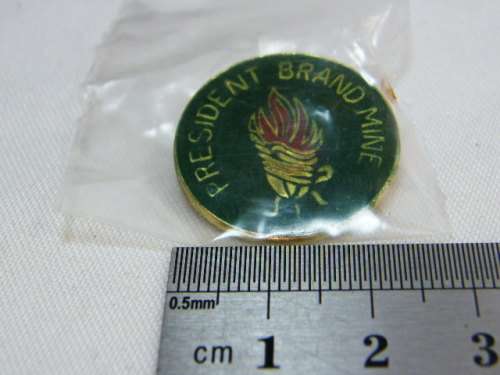 PRESIDENT BRAND MINE
0.5mm
cm 1 2 3